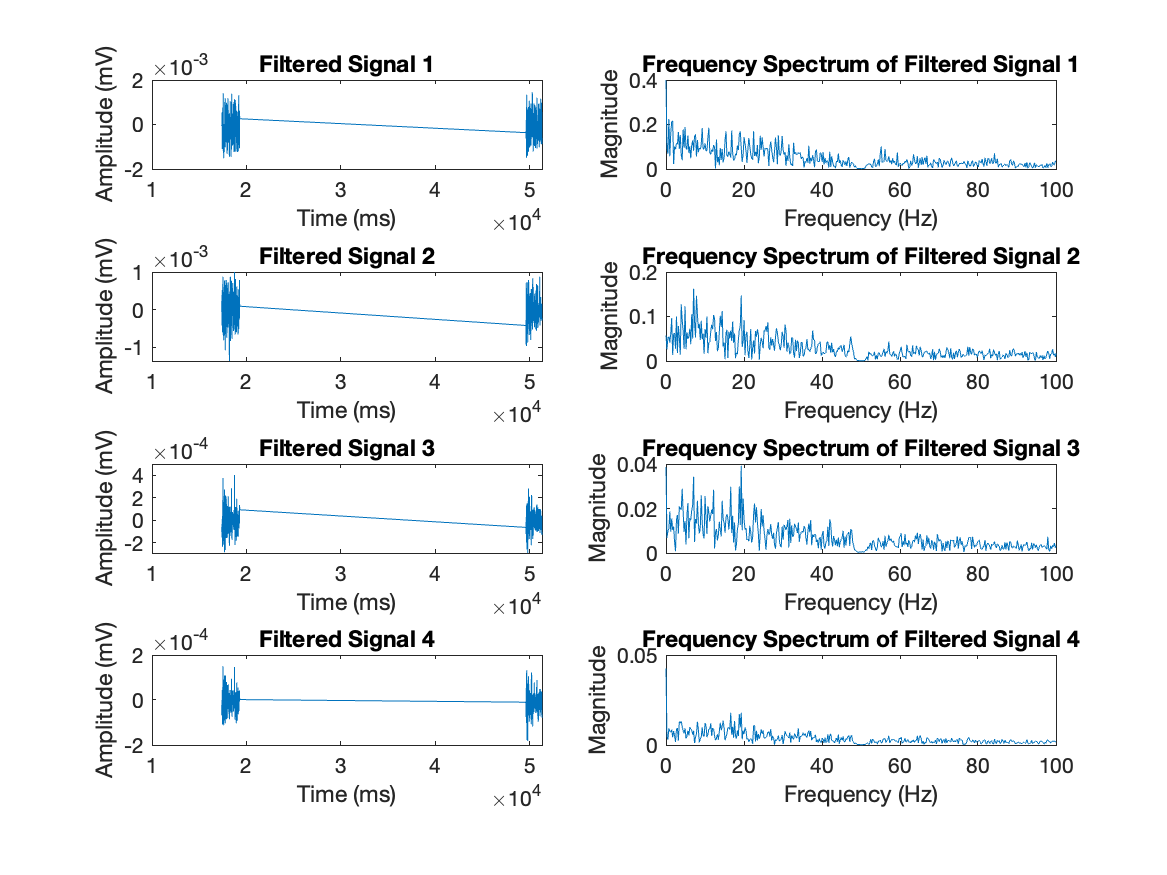 Filtered Signal 1
×10-3
Amplitude (mV)
2
0
-2
1 2 3 4 5
Time (ms)
×104
Frequency Spectrum of Filtered Signal 1
Magnitude
0.4
0.2
0
0 20 40 60 80 100
Frequency (Hz)
Filtered Signal 2
×10-3
Amplitude (mV)
1
0
-1
1 2 3 4 5
Time (ms)
×104
Frequency Spectrum of Filtered Signal 2
Magnitude
0.2
0.1
0
0 20 40 60 80 100
Frequency (Hz)
Filtered Signal 3
×10-4
Amplitude (mV)
4
2
0
-2
1 2 3 4 5
Time (ms)
×104
Frequency Spectrum of Filtered Signal 3
Magnitude
0.04
0.02
0
0 20 40 60 80 100
Frequency (Hz)
Filtered Signal 4
×10-4
Amplitude (mV)
2
0
-2
1 2 3 4 5
Time (ms)
×104
Frequency Spectrum of Filtered Signal 4
Magnitude
0.05
0
0 20 40 60 80 100
Frequency (Hz)